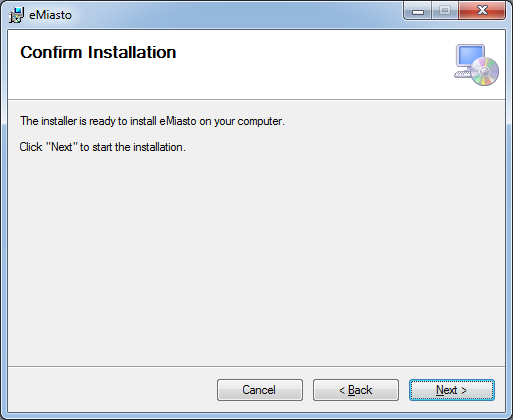 eMiasto
Confirm Installation
The installer is ready to install eMiasto on your computer.
Click "Next" to start the installation.
Cancel
< Back
Next >